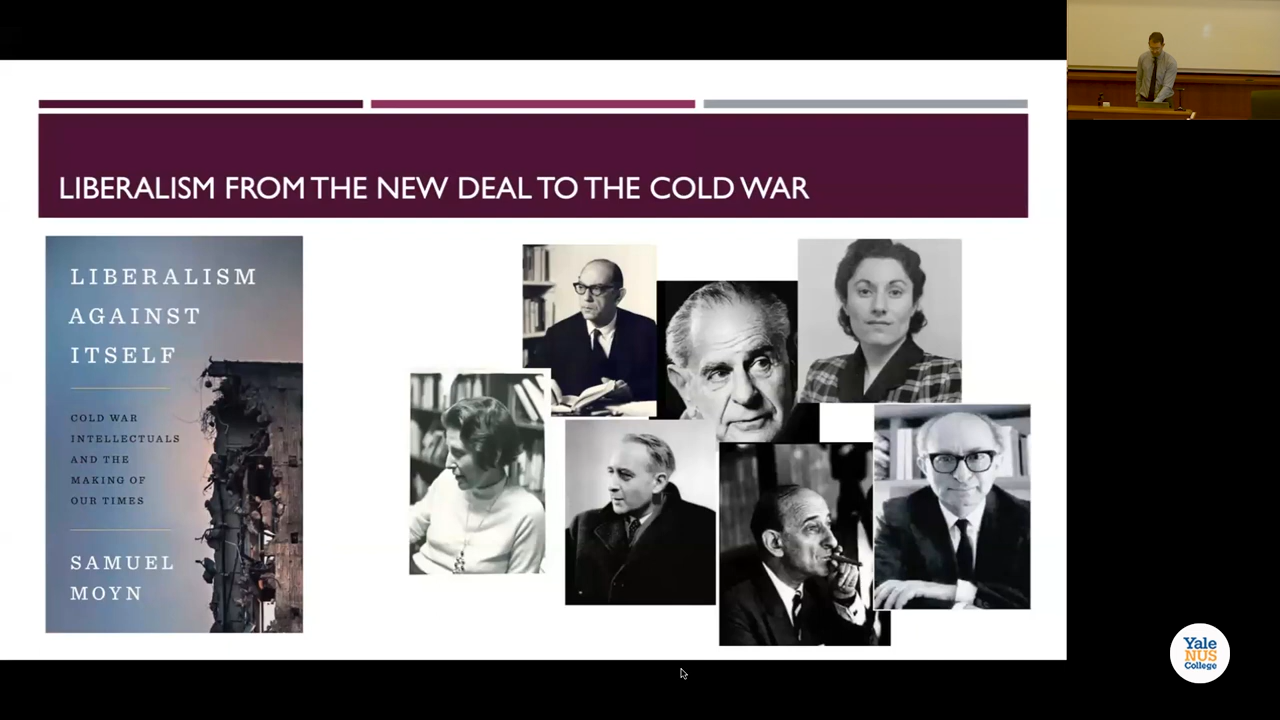 LIBERALISM FROM THE NEW DEAL TO THE COLD WAR
LIBERALISM
AGAINST
ITSELF
COLD WAR
INTELLECTUALS
AND THE
MAKING OF
OUR TIMES
SAMUEL
MOYN
Yale
NUS
College